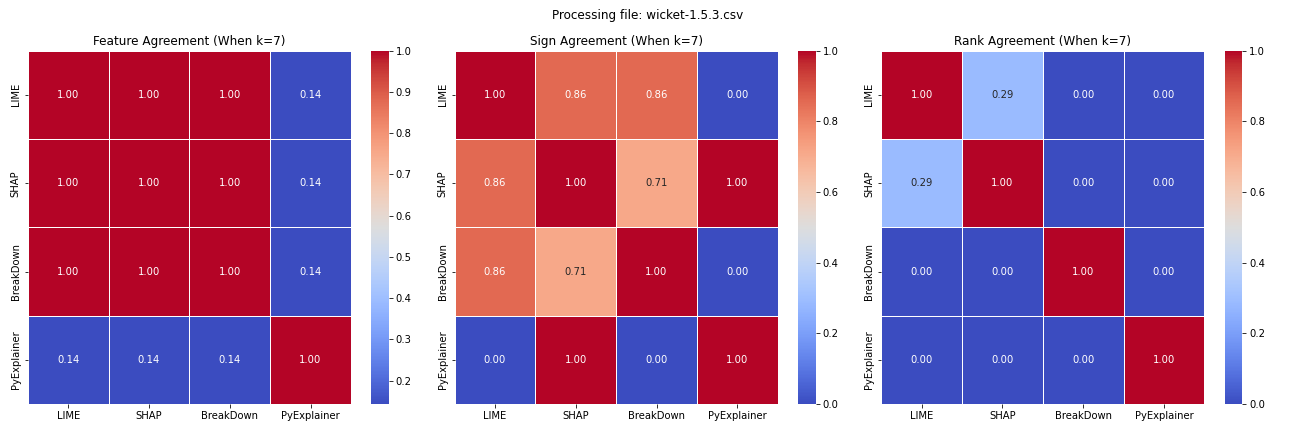 Processing file: wicket-1.5.3.csv
Feature Agreement (When k=7)
LIME
SHAP
BreakDown
PyExplainer
1.00 1.00 1.00 0.14
1.00 1.00 1.00 0.14
1.00 1.00 1.00 0.14
0.14 0.14 0.14 1.00
LIME SHAP BreakDown PyExplainer
1.0
0.9
0.8
0.7
0.6
0.5
0.4
0.3
0.2
Sign Agreement (When k=7)
LIME
SHAP
BreakDown
PyExplainer
1.00 0.86 0.86 0.00
0.86 1.00 0.71 1.00
0.86 0.71 1.00 0.00
0.00 1.00 0.00 1.00
LIME SHAP BreakDown PyExplainer
1.0
0.8
0.6
0.4
0.2
0.0
Rank Agreement (When k=7)
LIME
SHAP
BreakDown
PyExplainer
1.00 0.29 0.00 0.00
0.29 1.00 0.00 0.00
0.00 0.00 1.00 0.00
0.00 0.00 0.00 1.00
LIME SHAP BreakDown PyExplainer
1.0
0.8
0.6
0.4
0.2
0.0